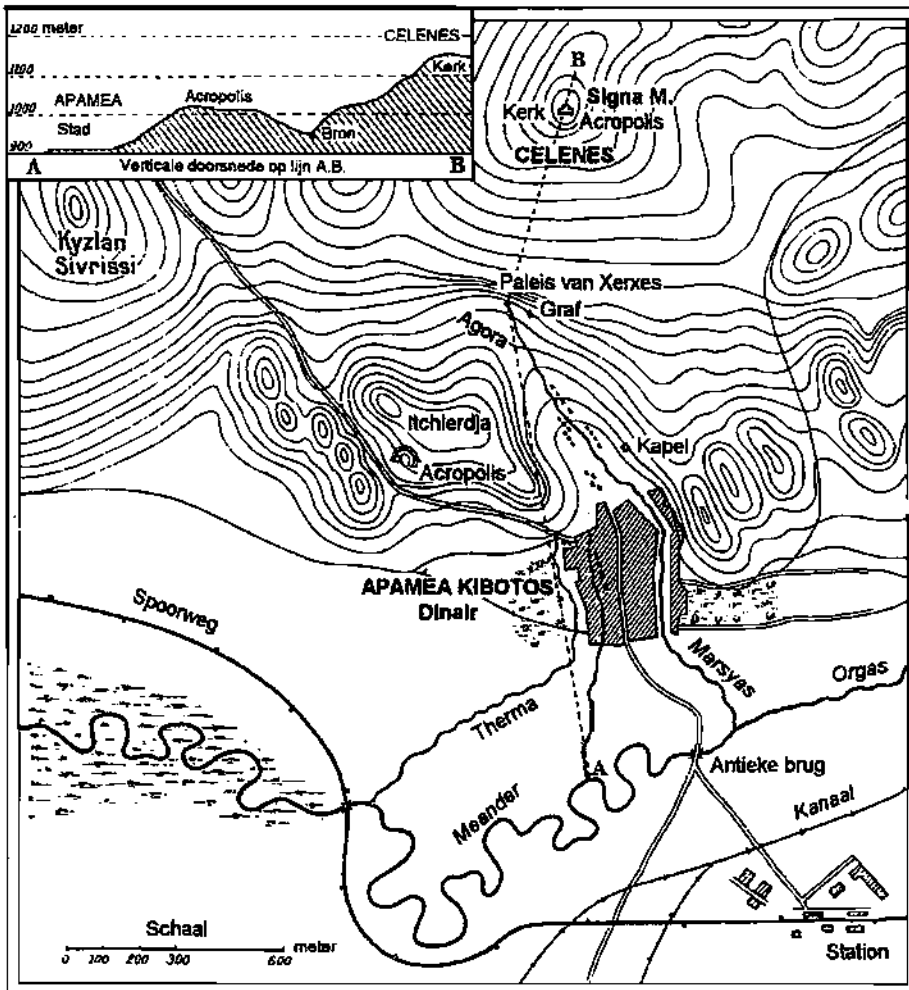 1200 meter
CELENES
1100
Kerk
Acropolis
APAMEA
1000
Stad
Bron
900
A
Verticale doorsnede op lijn A.B.
B
B
Kerk
Signa M.
Acropolis
CELENES
Kyzlan
Sivrissi
Paleis van Xerxes
Graf
Agora
Itchierdja
Kapel
Acropolis
APAMEA KIBOTOS
Dinair
Spoorweg
Marsyas
Orgas
Therma
A
Antieke brug
Meander
Kanaal
Schaal
meter
0 100 200 300 600
Station